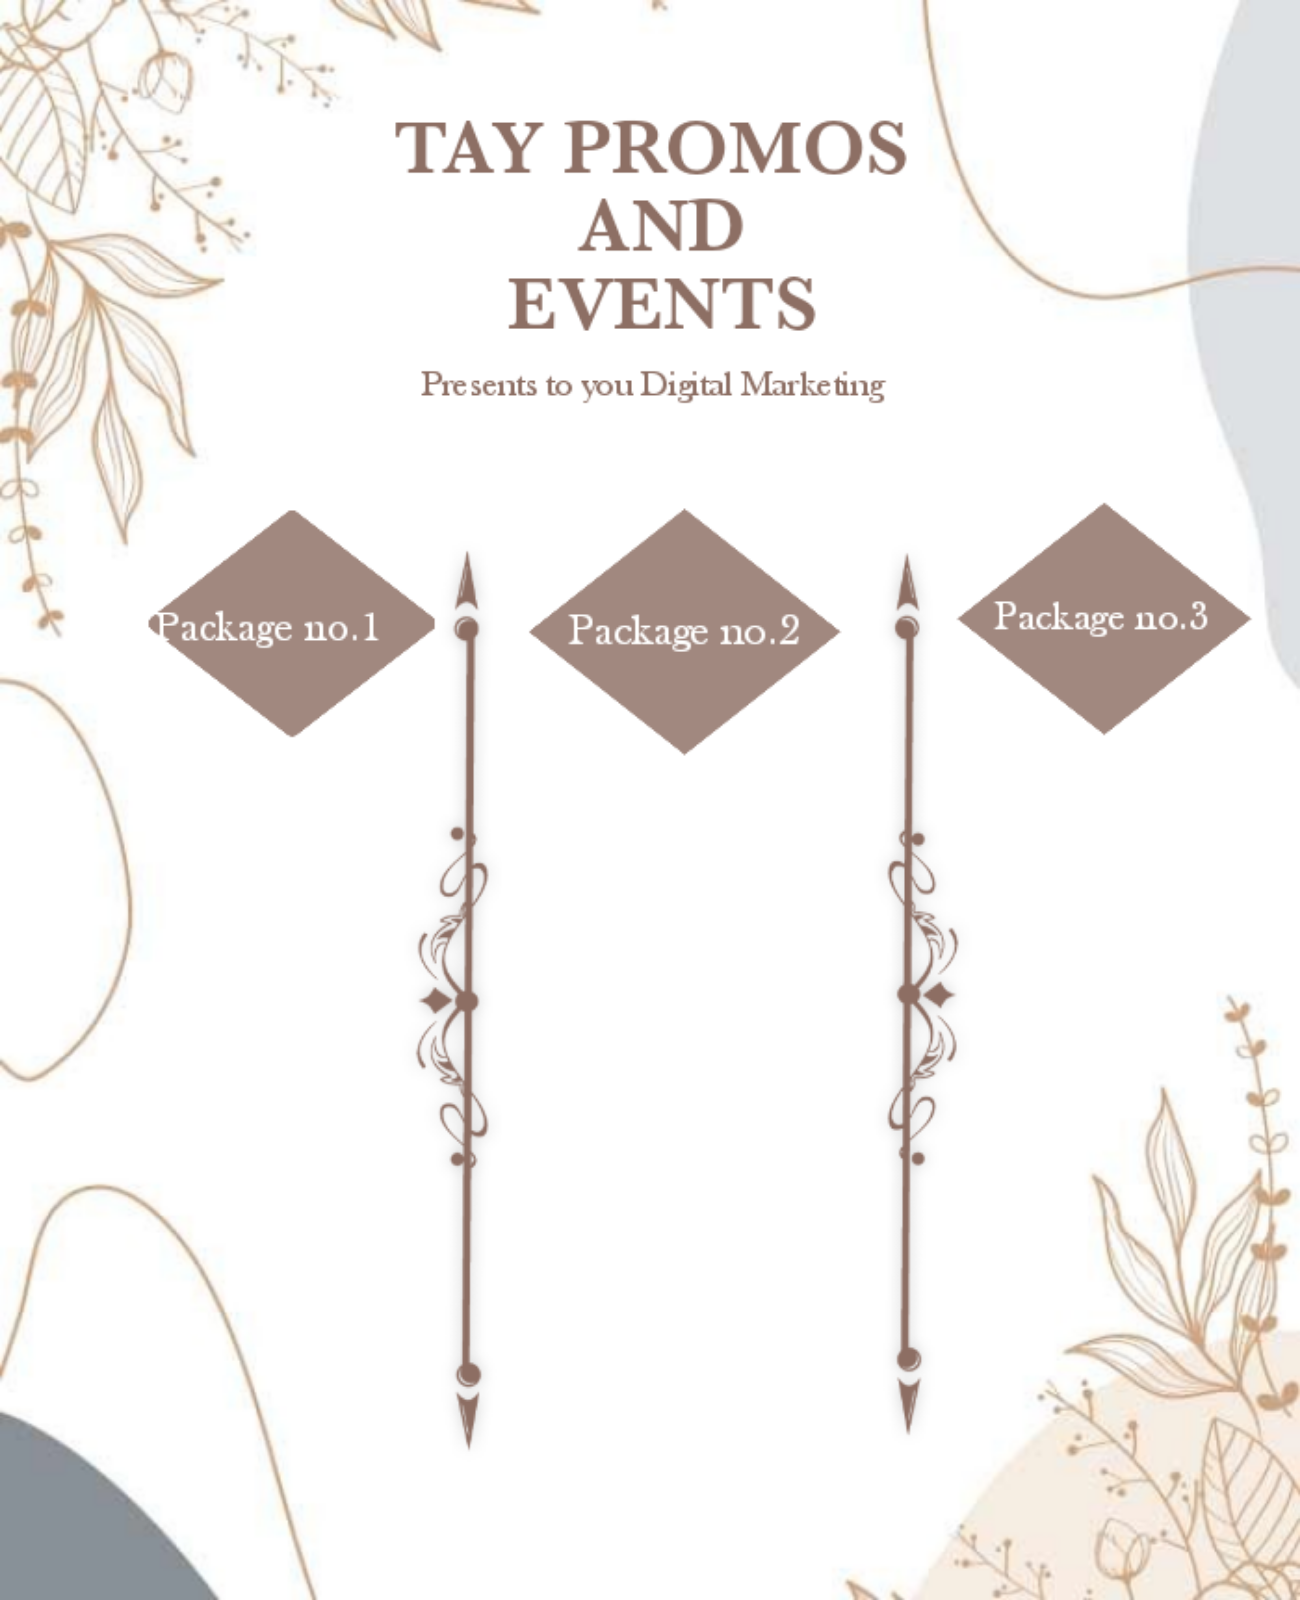 TAY PROMOS
AND
EVENTS
Presents to you Digital Marketing
Package no.1
Package no.2
Package no.3